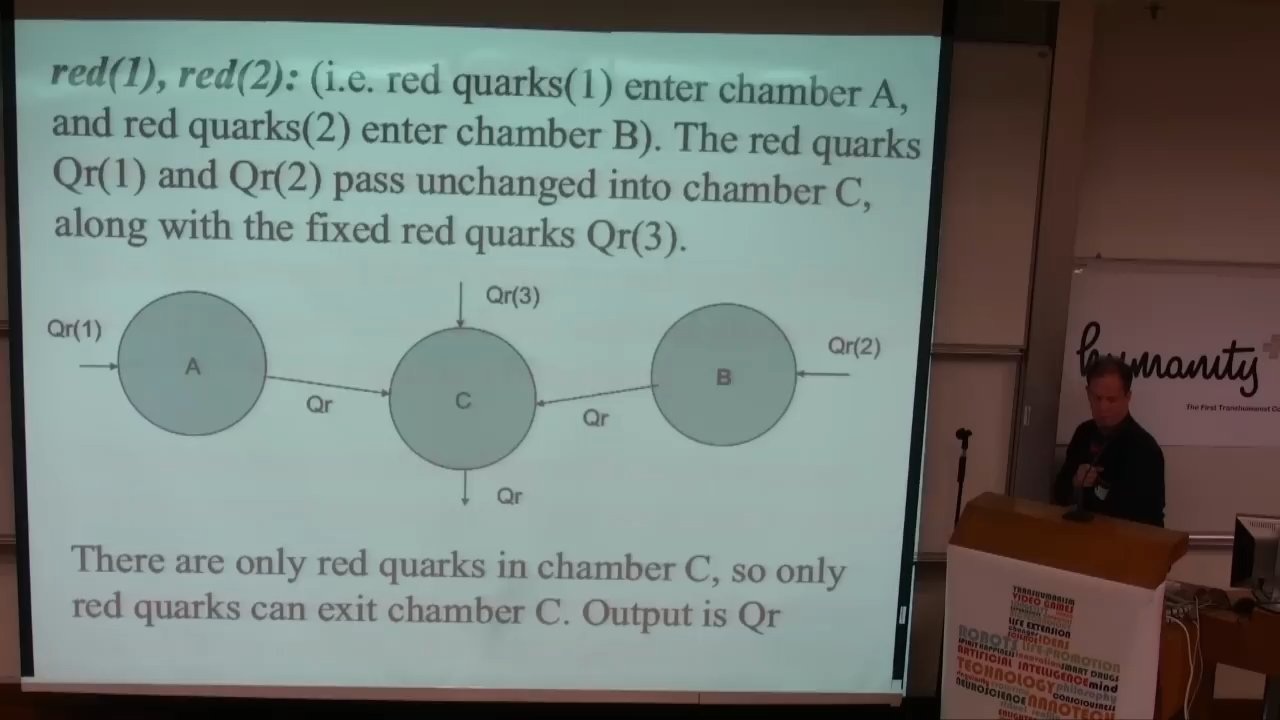 red(1), red(2): (i.e. red quarks(1) enter chamber A,
and red quarks(2) enter chamber B). The red quarks
Qr(1) and Qr(2) pass unchanged into chamber C,
along with the fixed red quarks Qr(3).
Qr(3)
Qr(1)
Qr(2)
A
B
C
Qr
Qr
Qr
There are only red quarks in chamber C, so only
red quarks can exit chamber C. Output is Qr
humanity+
The First Transhumanist
TRANSHUMANISM
VIDEO GAMES
LIFE EXTENSION
IDEAS
ROBOTS LIFE-PROMOTION
SMART DRUGS
ARTIFICIAL INTELLIGENCE mind
TECHNOLOGY philosophy
CONSCIOUSNESS
NEUROSCIENCE NANOTECH